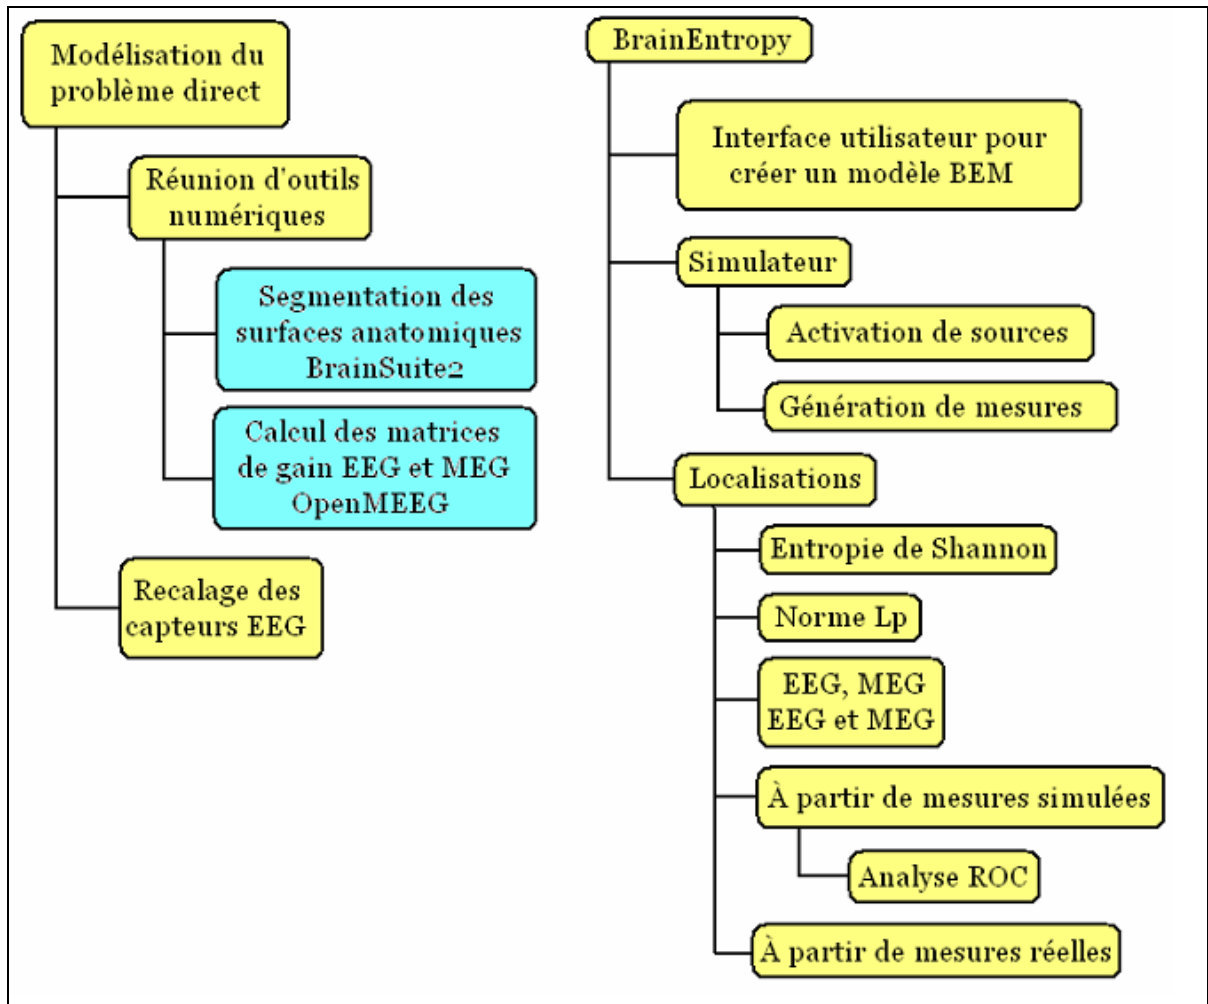 Modélisation du
problème direct
Réunion d'outils
numériques
Segmentation des
surfaces anatomiques
BrainSuite2
Calcul des matrices
de gain EEG et MEG
OpenMEEG
Recalage des
capteurs EEG
BrainEntropy
Interface utilisateur pour
créer un modèle BEM
Simulateur
Activation de sources
Génération de mesures
Localisations
Entropie de Shannon
Norme Lp
EEG, MEG
EEG et MEG
À partir de mesures simulées
Analyse ROC
À partir de mesures réelles